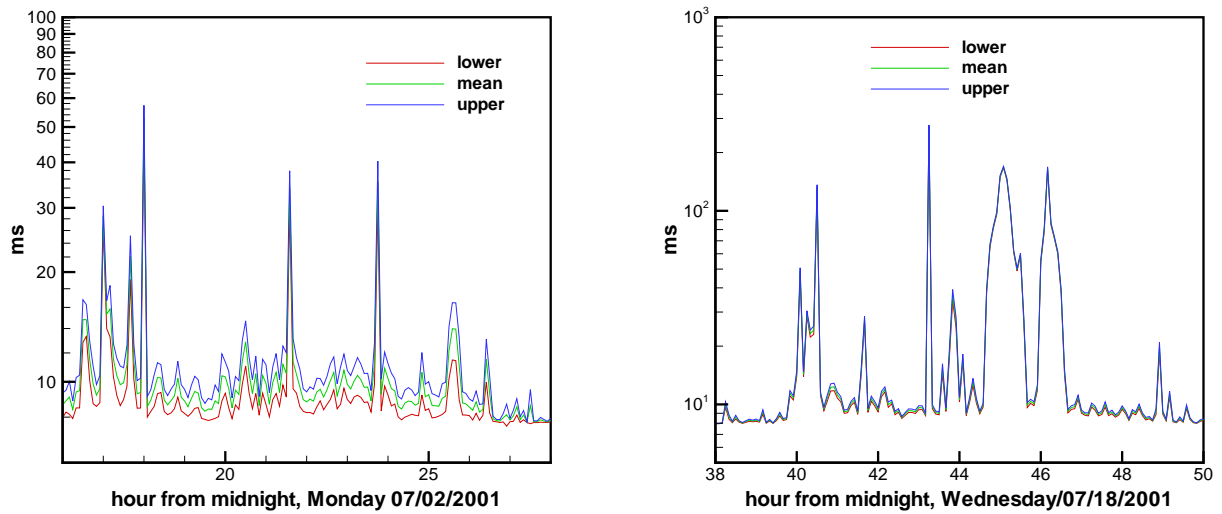 100
90
80
70
60
50
40
30
20
10
ms
lower
mean
upper
20
25
hour from midnight, Monday 07/02/2001
10³
10²
10¹
ms
lower
mean
upper
38
40
42
44
46
48
50
hour from midnight, Wednesday/07/18/2001